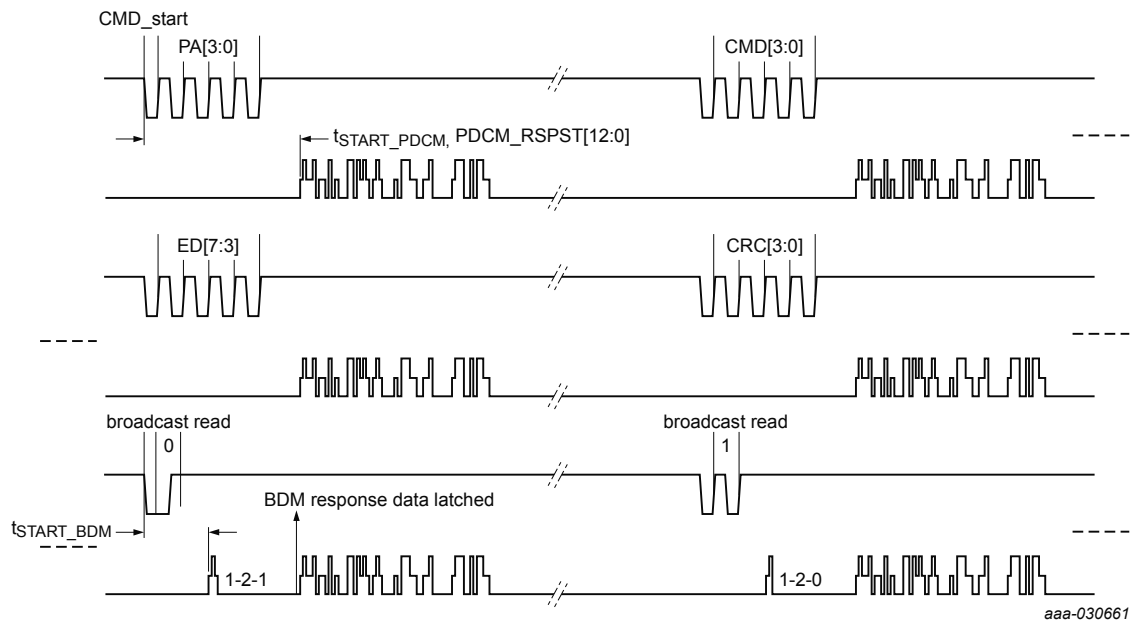 CMD_start
PA[3:0]
CMD[3:0]
tSTART_PDCM, PDCM_RSPST[12:0]
ED[7:3]
CRC[3:0]
broadcast read
0
broadcast read
1
BDM response data latched
tSTART_BDM
1-2-1
1-2-0
aaa-030661